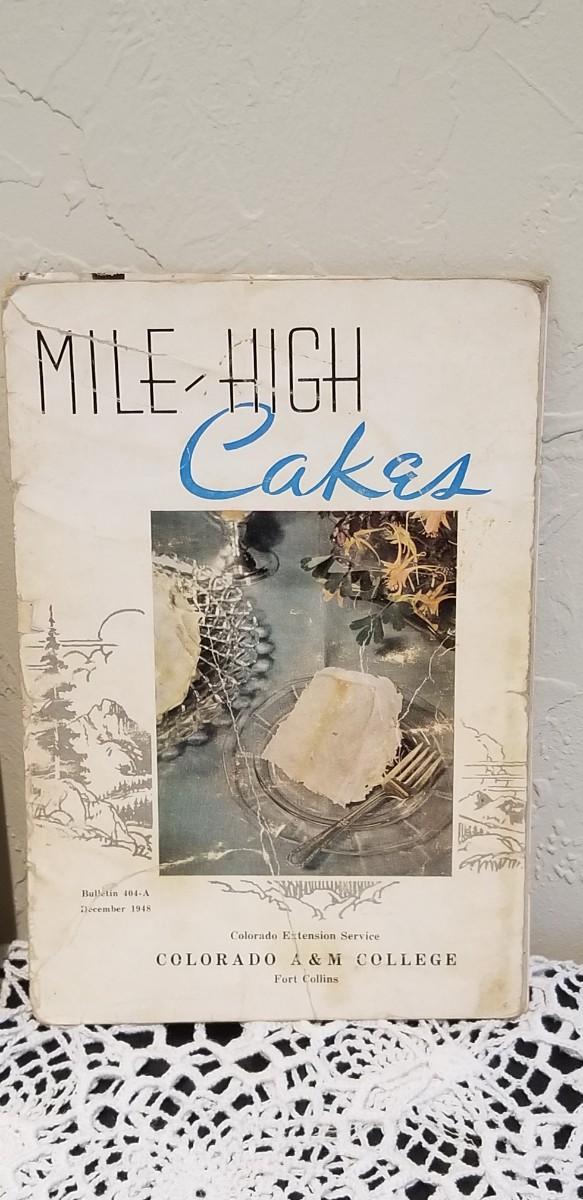 MILE-HIGH
Cakes
Bulletin 404-A
December 1948
Colorado Extension Service
COLORADO A & M COLLEGE
Fort Collins